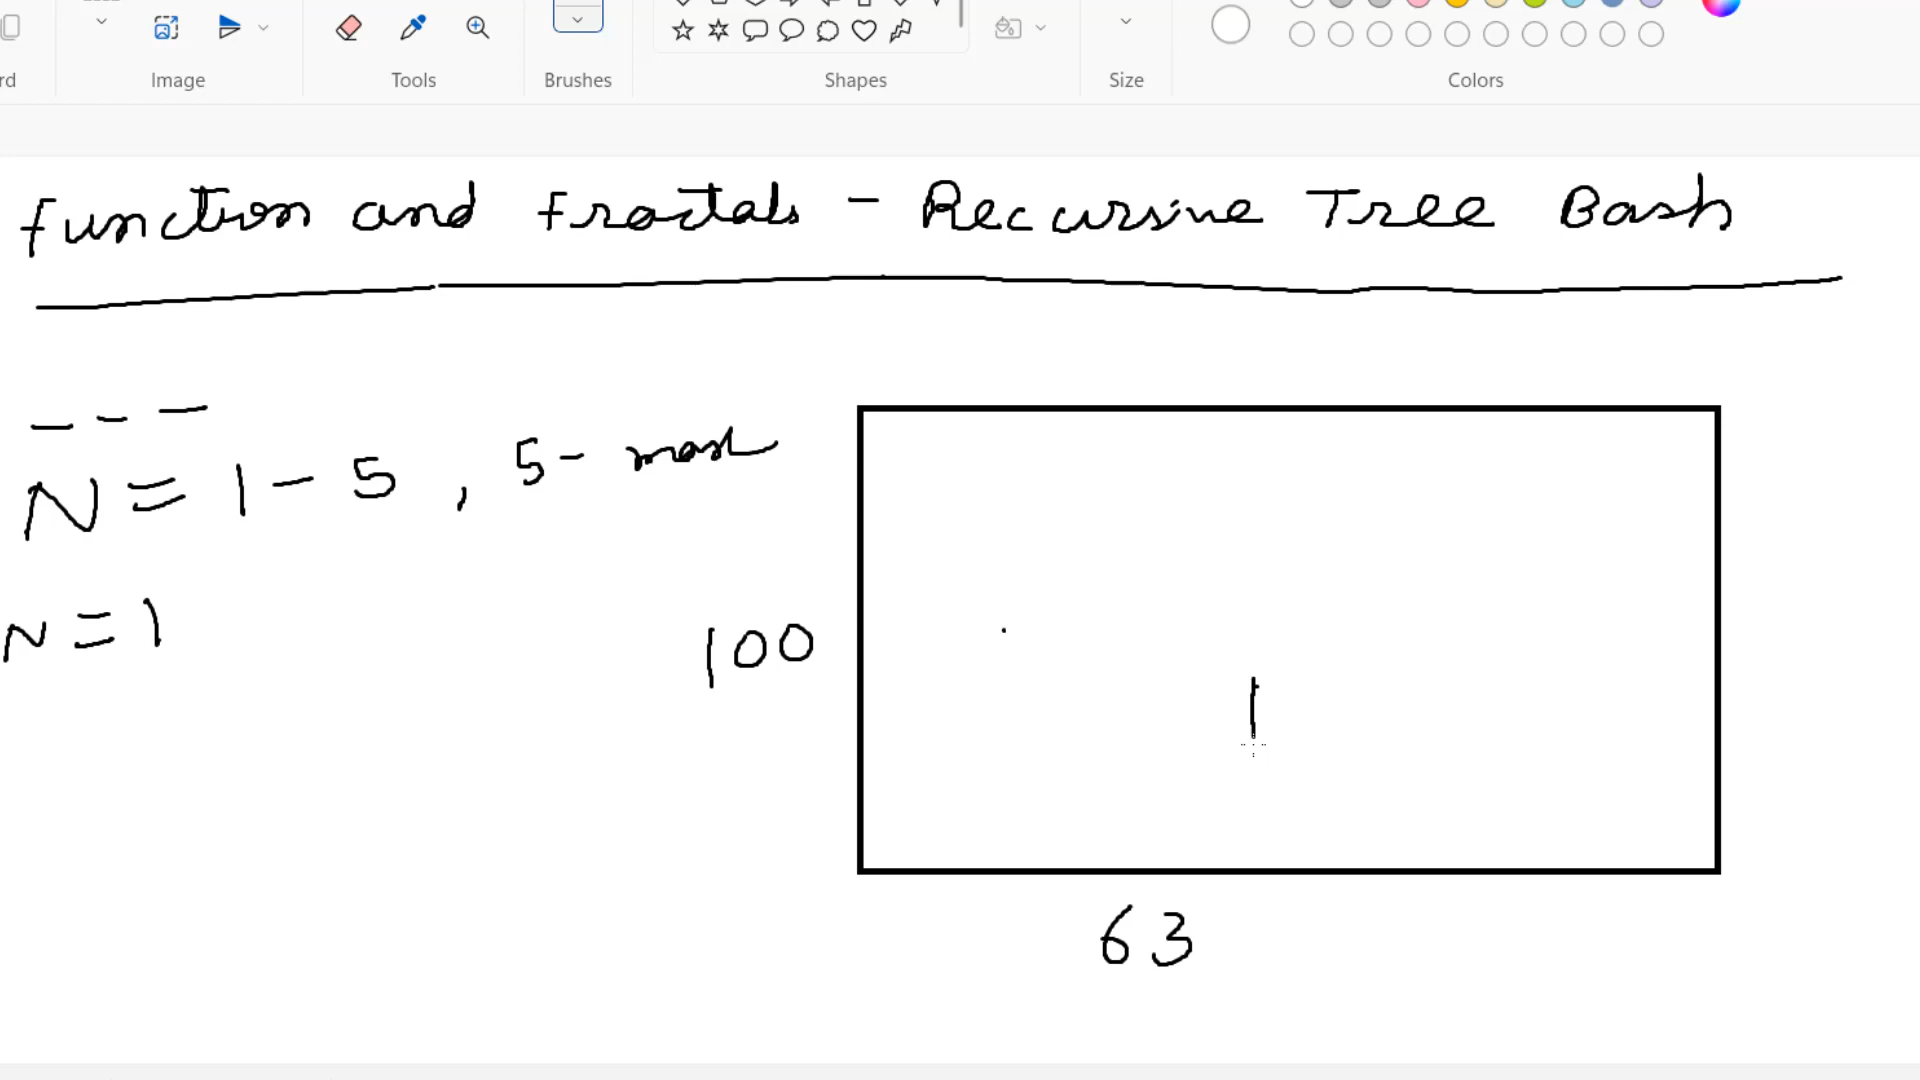 rd
Image
Tools
Brushes
Shapes
Size
Colors
Function and Fractals - Recursive Tree Bash
---
N = 1 - 5 , 5 - max
N = 1
100
1
63